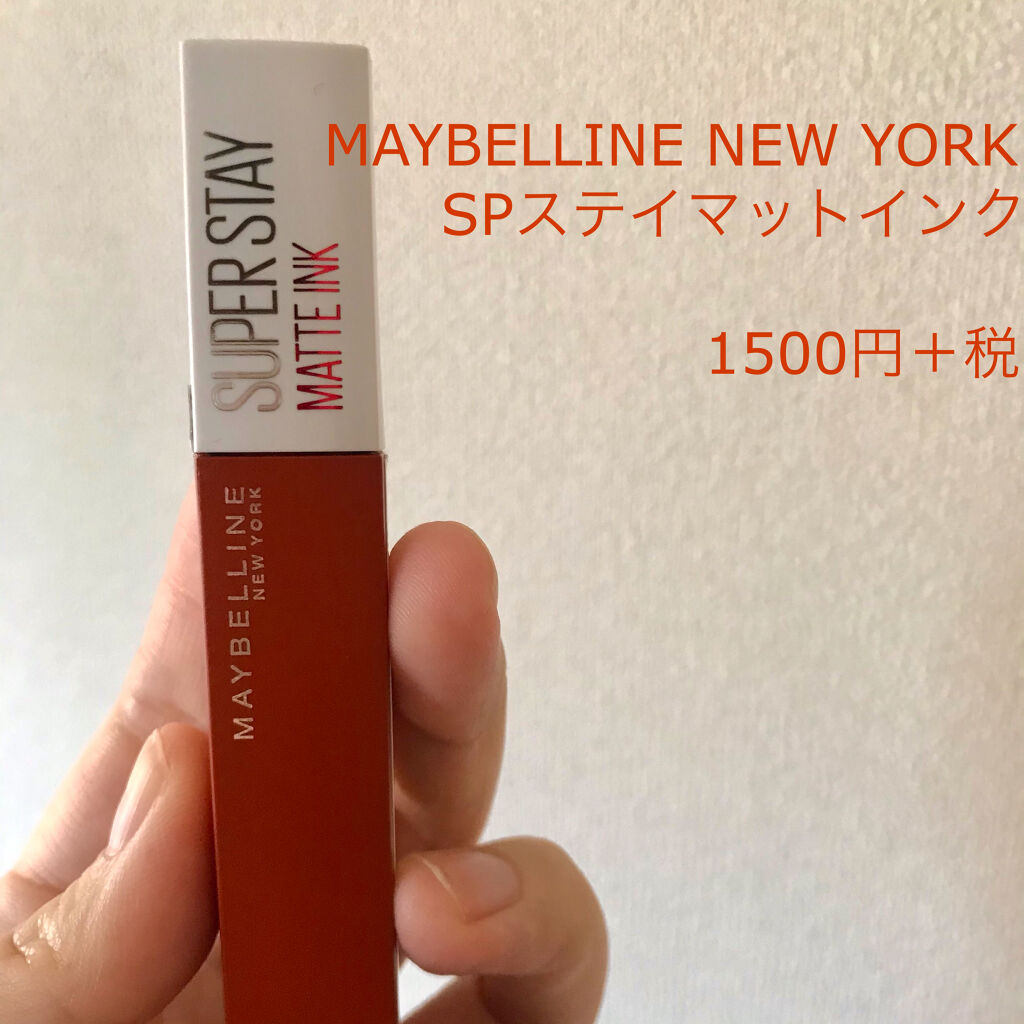 MAYBELLINE NEW YORK
SPステイマットインク
1500円＋税
SUPER STAY
MATTE INK
MAYBELLINE
NEW YORK